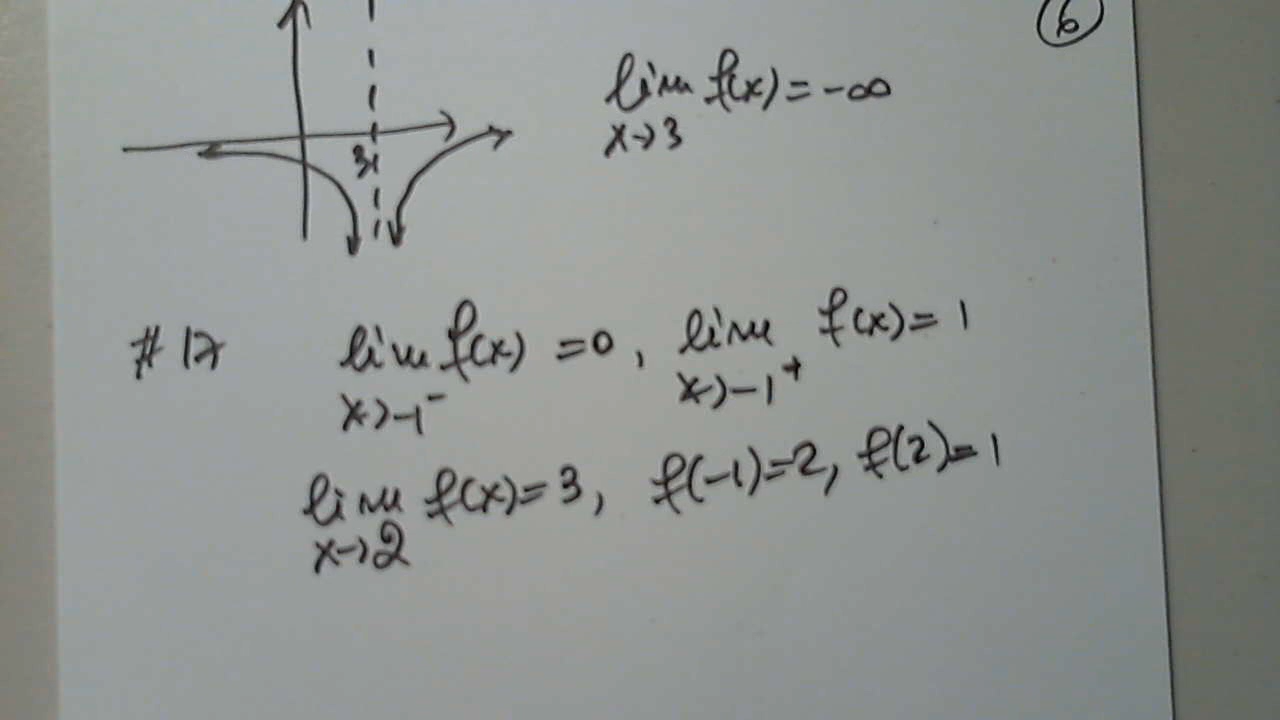 6
lim f(x) = -∞
x→3
3
#17 lim f(x) = 0, lim f(x) = 1
x→-1⁻ x→-1⁺
lim f(x) = 3, f(-1)=2, f(2)=1
x→2